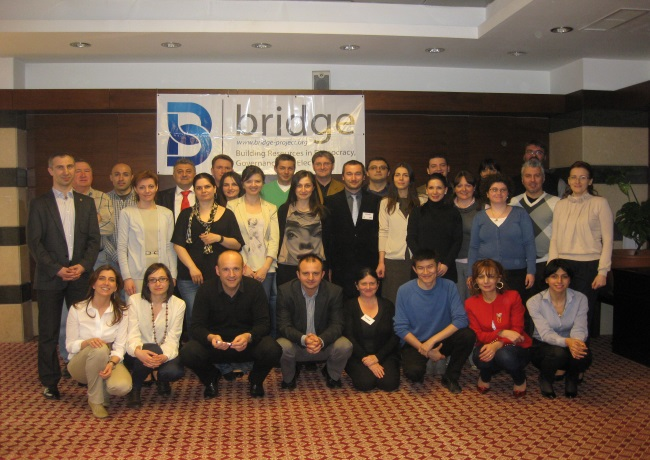 bridge
www.bridge-project.org
Building Resources in Democracy,
Governance